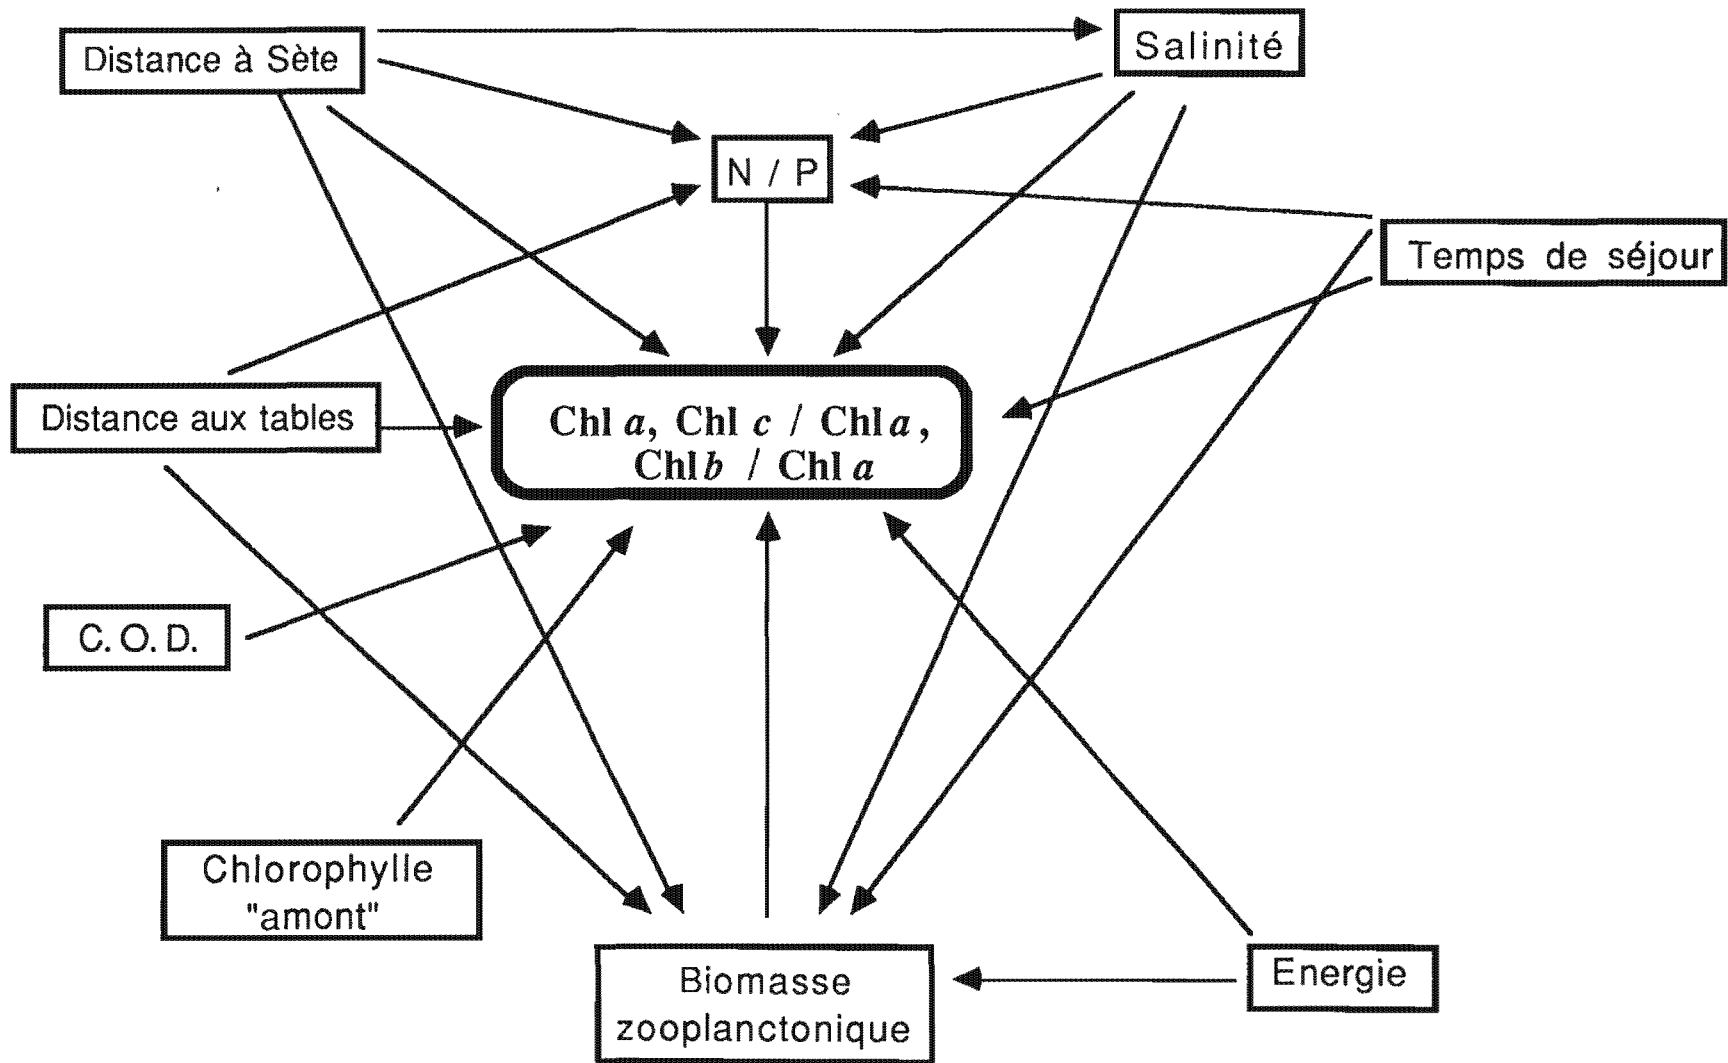 Distance à Sète
Salinité
N / P
Temps de séjour
Distance aux tables
Chl a, Chl c / Chl a,
Chl b / Chl a
C. O. D.
Chlorophylle
"amont"
Biomasse
zooplanctonique
Energie